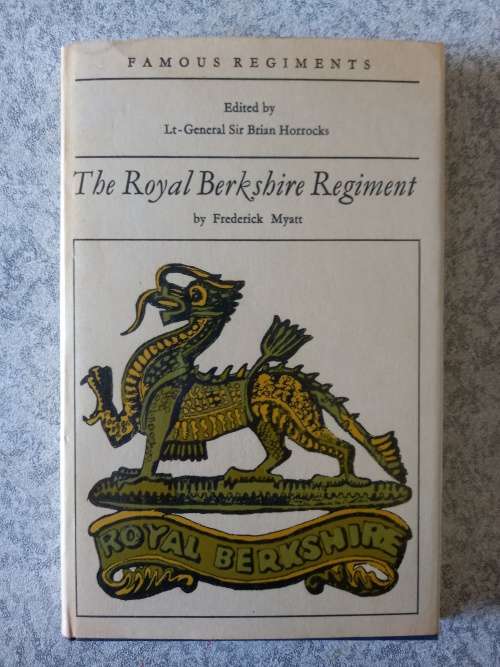 FAMOUS REGIMENTS
Edited by
Lt-General Sir Brian Horrocks
The Royal Berkshire Regiment
by Frederick Myatt
ROYAL BERKSHIRE